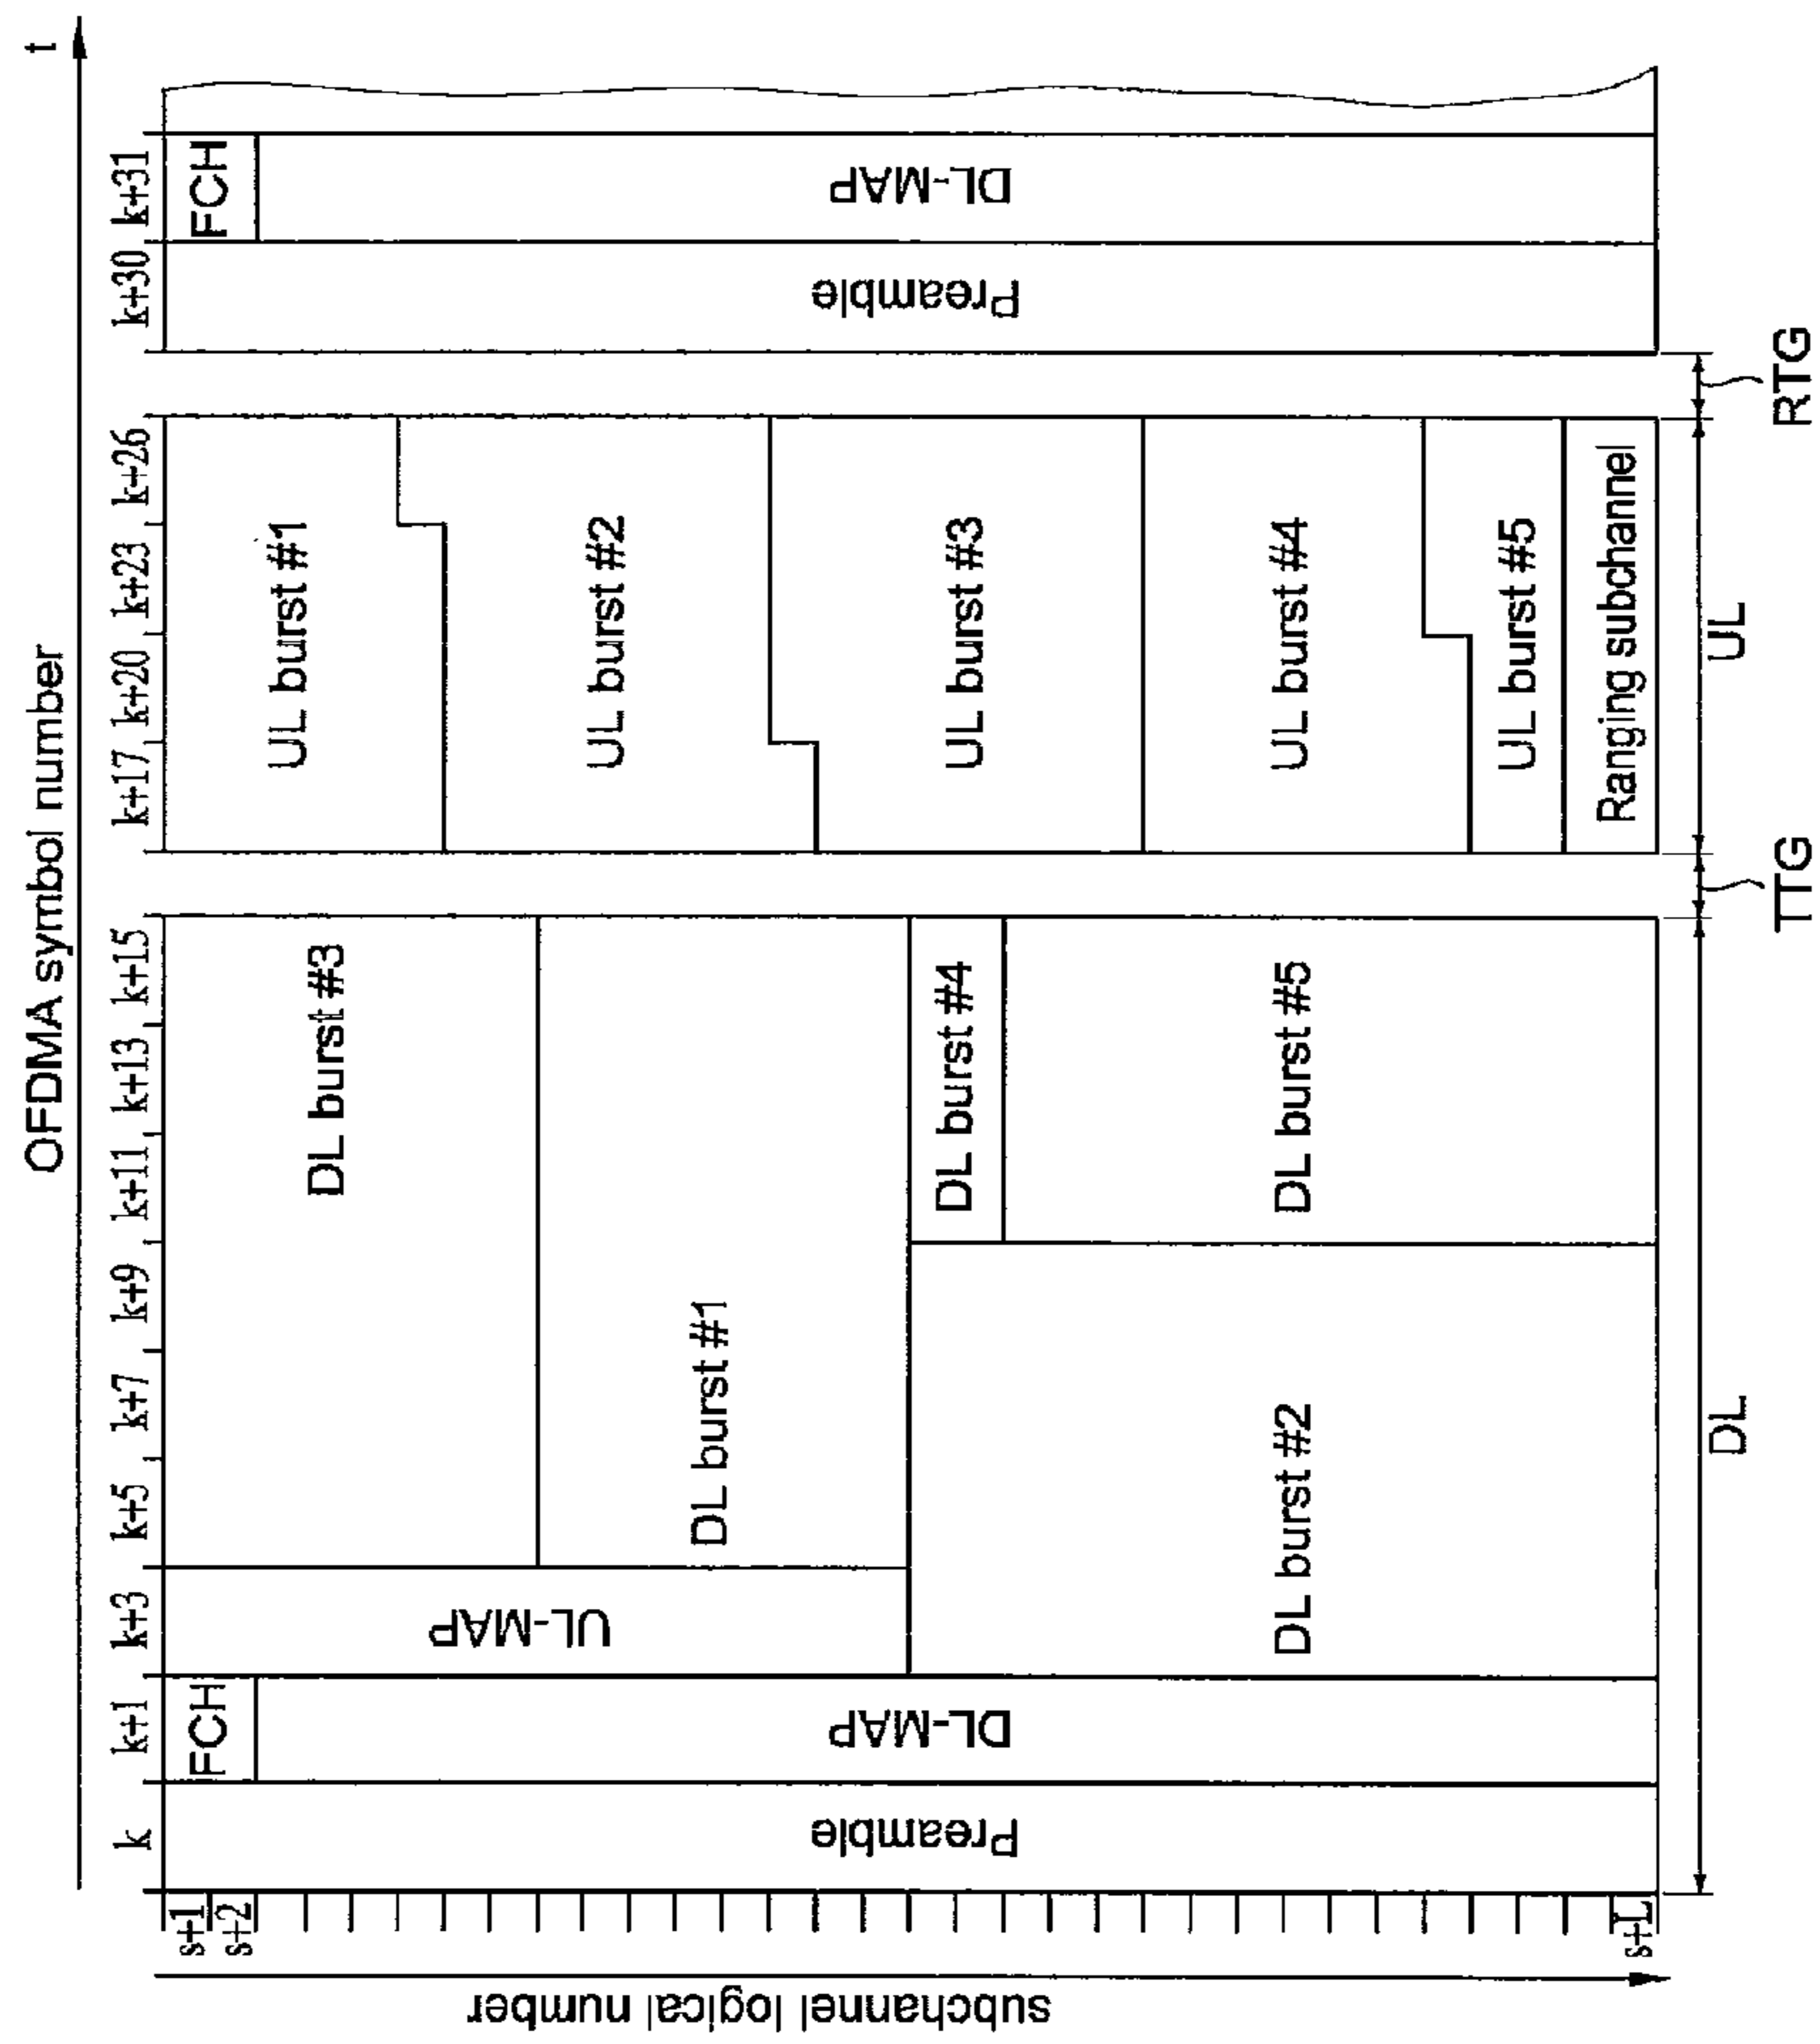 OFDMA symbol number
t
k
k+1
k+3
k+5
k+7
k+9
k+11
k+13
k+15
k+17
k+20
k+23
k+26
k+30
k+31
subchannel logical number
s+1
s+2
s+L
Preamble
FCH
DL-MAP
UL-MAP
DL burst #3
DL burst #1
DL burst #2
DL burst #4
DL burst #5
UL burst #1
UL burst #2
UL burst #3
UL burst #4
UL burst #5
Ranging subchannel
Preamble
FCH
DL-MAP
DL
TTG
UL
RTG